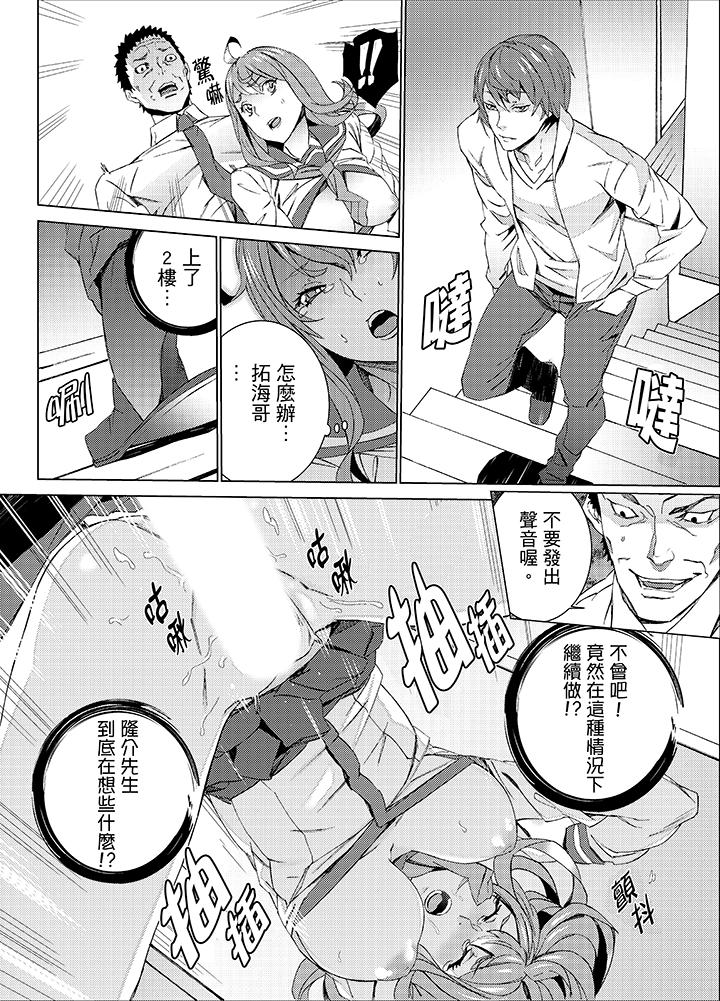 噠
噠
!!
驚
嚇
怎麼辦…
拓海哥
…
…
上了
2樓…
唰
不要發出
聲音喔。
不會吧！
竟然在這種情況下
繼續做!?
抽插
咕啾
咕啾
隆介先生
到底在想些什麼!?
抽插
顫抖